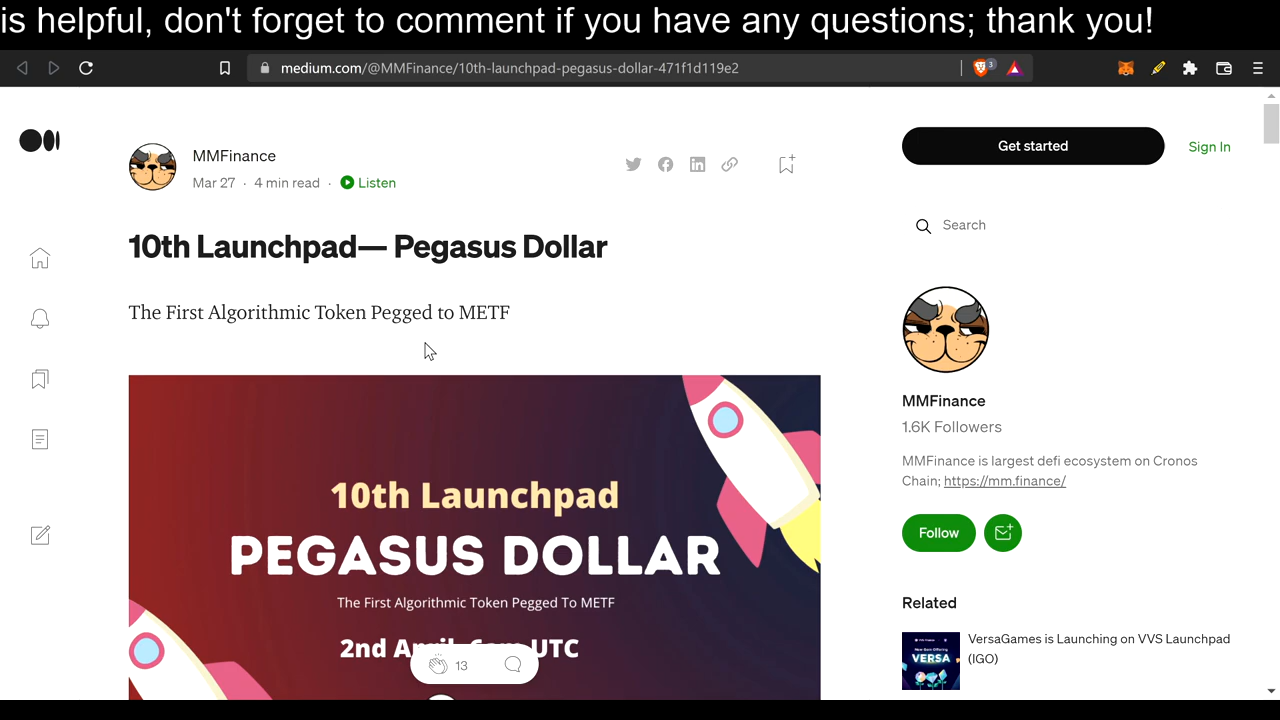 is helpful, don't forget to comment if you have any questions; thank you!
medium.com/@MMFinance/10th-launchpad-pegasus-dollar-471f1d119e2
3
MMFinance
Mar 27 · 4 min read · Listen
10th Launchpad— Pegasus Dollar
The First Algorithmic Token Pegged to METF
10th Launchpad
PEGASUS DOLLAR
The First Algorithmic Token Pegged To METF
2nd UTC
13
Get started
Sign In
Search
MMFinance
1.6K Followers
MMFinance is largest defi ecosystem on Cronos
Chain; https://mm.finance/
Follow
Related
VERSA
VersaGames is Launching on VVS Launchpad
(IGO)